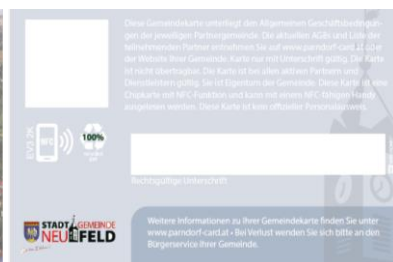 Diese Gemeindekarte unterliegt den Allgemeinen Geschäftsbedingun-
gen der jeweiligen Partnergemeinde. Die aktuellen AGBs und Liste der
teilnehmenden Partner entnehmen Sie auf www.parndorf-card.at oder
der Website Ihrer Gemeinde. Karte nur mit Unterschrift gültig. Die Karte
ist nicht übertragbar. Die Karte ist bei allen aktiven Partnern und
Dienstleistern gültig. Sie ist Eigentum der Gemeinde. Diese Karte ist eine
Chipkarte mit NFC-Funktion und kann mit einem NFC-fähigen Handy
ausgelesen werden. Diese Karte ist kein offizieller Personalausweis.
EV3 2K
NFC
100%
Rechtsgültige Unterschrift
STADT GEMEINDE
NEUFELD
Weitere Informationen zu Ihrer Gemeindekarte finden Sie unter
www.parndorf-card.at • Bei Verlust wenden Sie sich bitte an den
Bürgerservice Ihrer Gemeinde.